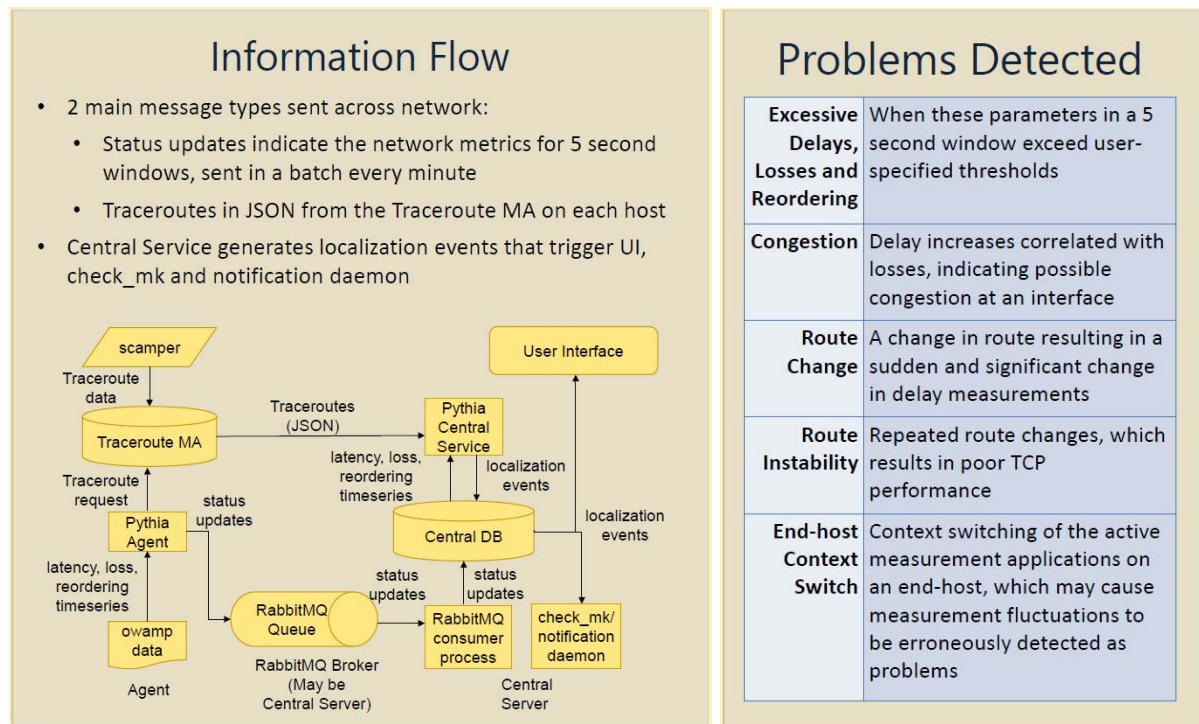 Information Flow
• 2 main message types sent across network:
• Status updates indicate the network metrics for 5 second
windows, sent in a batch every minute
• Traceroutes in JSON from the Traceroute MA on each host
• Central Service generates localization events that trigger UI,
check_mk and notification daemon
scamper
User Interface
Traceroute
data
Traceroutes
(JSON)
Pythia
Central
Service
Traceroute MA
latency, loss,
reordering
timeseries
localization
events
Traceroute
request
status
updates
Pythia
Agent
Central DB
localization
events
latency, loss,
reordering
timeseries
status
updates
status
updates
RabbitMQ
Queue
RabbitMQ
consumer
process
check_mk/
notification
daemon
owamp
data
Agent
RabbitMQ Broker
(May be
Central Server)
Central
Server
Problems Detected
Excessive
Delays,
Losses and
Reordering
When these parameters in a 5
second window exceed user-
specified thresholds
Congestion
Delay increases correlated with
losses, indicating possible
congestion at an interface
Route
Change
A change in route resulting in a
sudden and significant change
in delay measurements
Route
Instability
Repeated route changes, which
results in poor TCP
performance
End-host
Context
Switch
Context switching of the active
measurement applications on
an end-host, which may cause
measurement fluctuations to
be erroneously detected as
problems